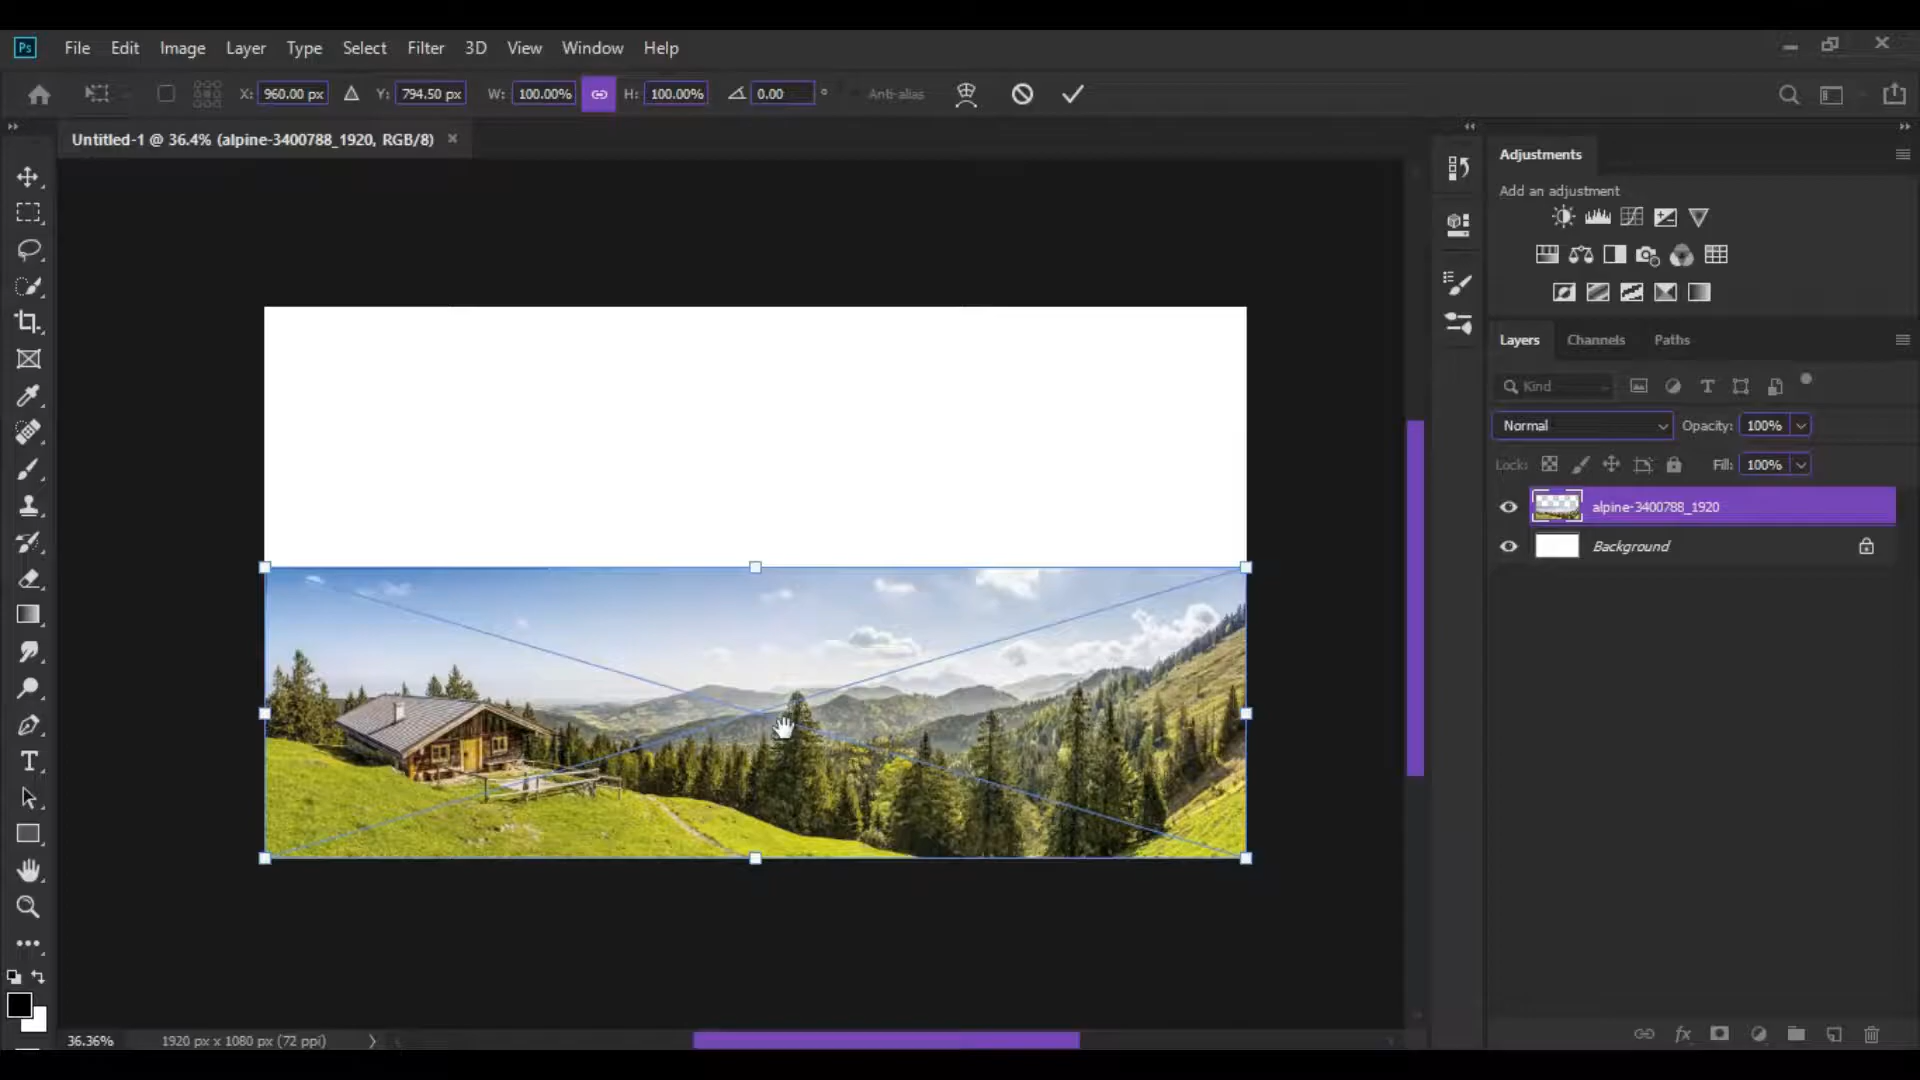 Ps File Edit Image Layer Type Select Filter 3D View Window Help
X: 960.00 px Y: 794.50 px W: 100.00% H: 100.00% 0.00 ° Anti-alias
Untitled-1 @ 36.4% (alpine-3400788_1920, RGB/8) ×
Adjustments
Add an adjustment
Layers Channels Paths
Kind
Normal Opacity: 100%
Lock: Fill: 100%
alpine-3400788_1920
Background
36.36% 1920 px x 1080 px (72 ppi)